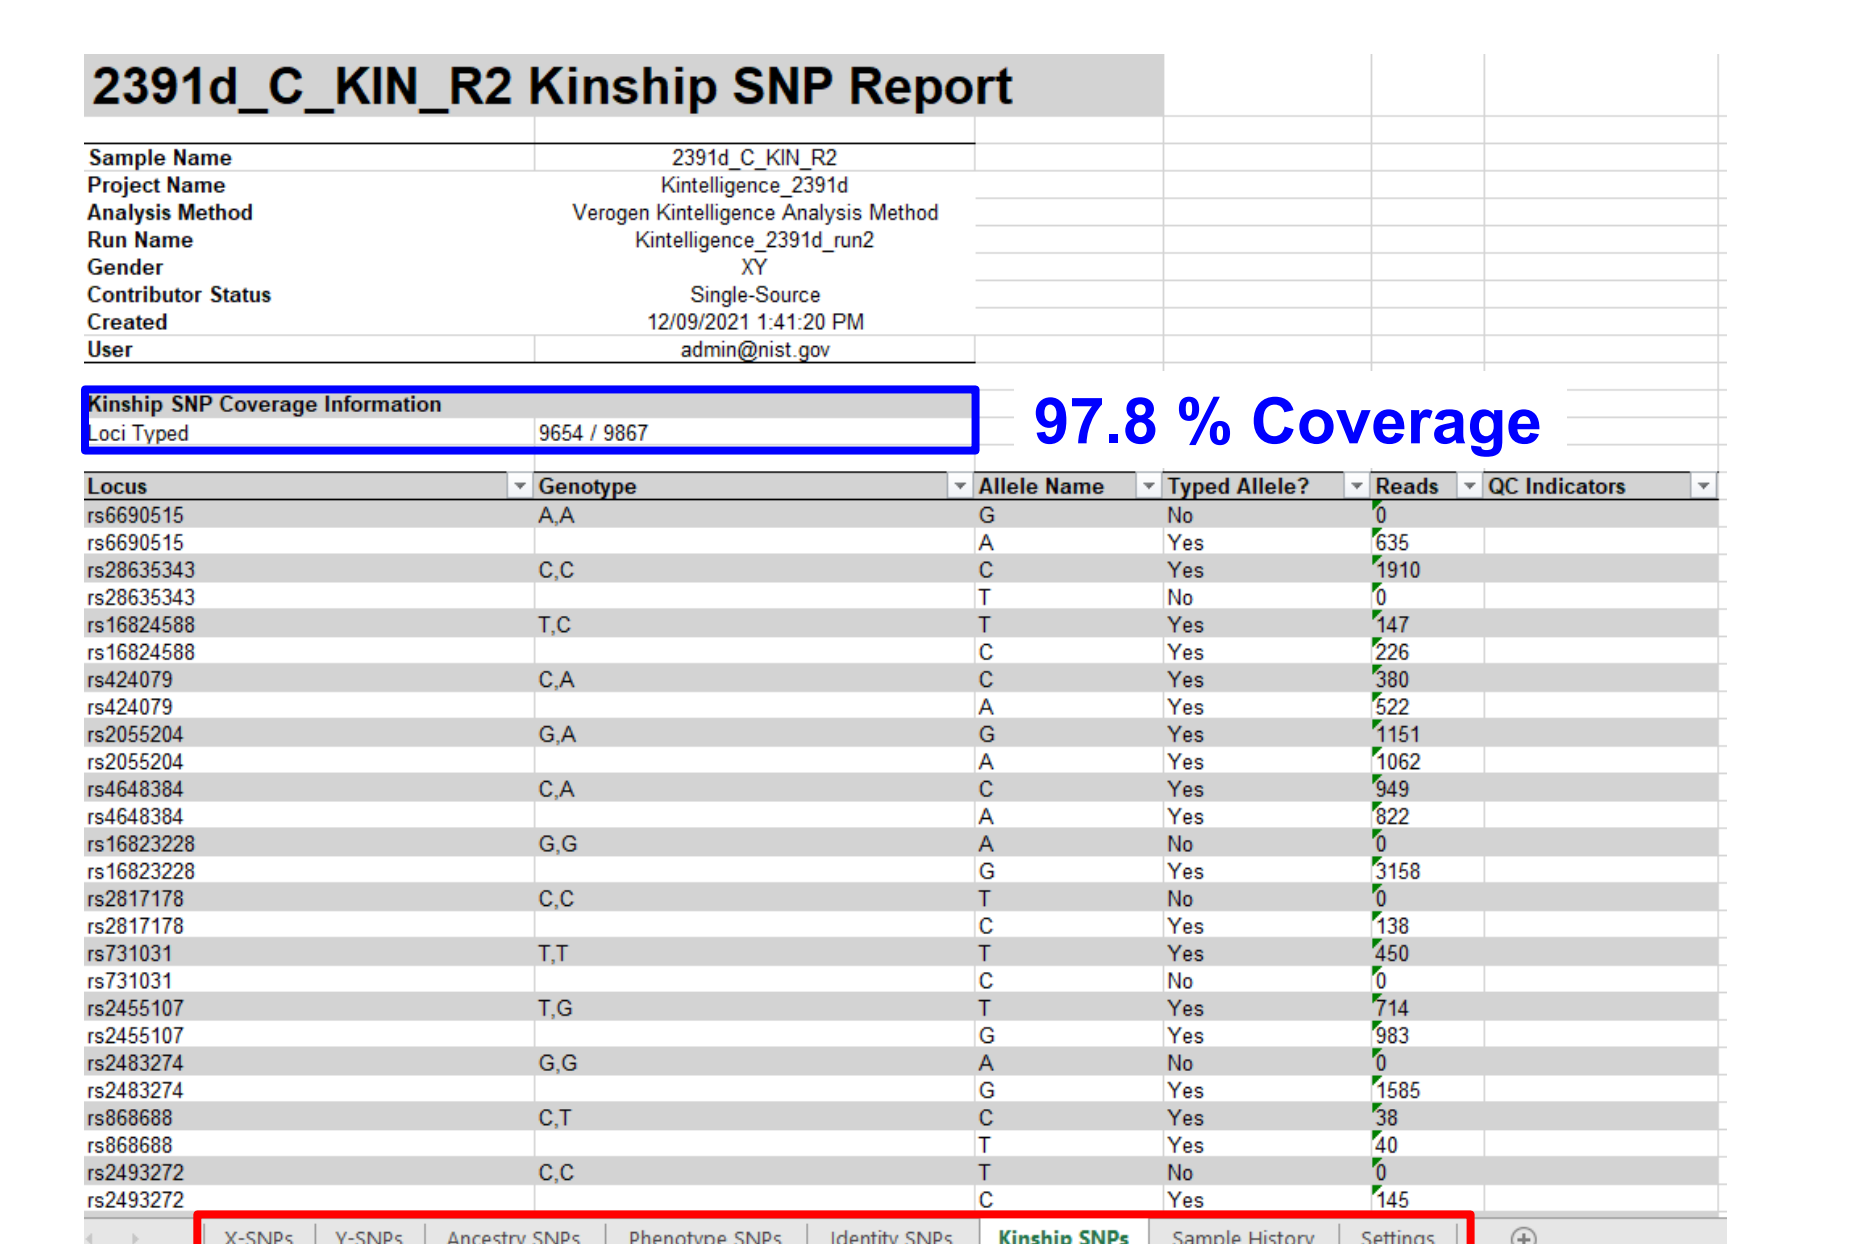 2391d_C_KIN_R2 Kinship SNP Report
Sample Name 2391d_C_KIN_R2
Project Name Kintelligence_2391d
Analysis Method Verogen Kintelligence Analysis Method
Run Name Kintelligence_2391d_run2
Gender XY
Contributor Status Single-Source
Created 12/09/2021 1:41:20 PM
User admin@nist.gov
Kinship SNP Coverage Information
Loci Typed 9654 / 9867
97.8 % Coverage
Locus Genotype Allele Name Typed Allele? Reads QC Indicators
rs6690515 A,A G No 0
rs6690515 A Yes 635
rs28635343 C,C C Yes 1910
rs28635343 T No 0
rs16824588 T,C T Yes 147
rs16824588 C Yes 226
rs424079 C,A C Yes 380
rs424079 A Yes 522
rs2055204 G,A G Yes 1151
rs2055204 A Yes 1062
rs4648384 C,A C Yes 949
rs4648384 A Yes 822
rs16823228 G,G A No 0
rs16823228 G Yes 3158
rs2817178 C,C T No 0
rs2817178 C Yes 138
rs731031 T,T T Yes 450
rs731031 C No 0
rs2455107 T,G T Yes 714
rs2455107 G Yes 983
rs2483274 G,G A No 0
rs2483274 G Yes 1585
rs868688 C,T C Yes 38
rs868688 T Yes 40
rs2493272 C,C T No 0
rs2493272 C Yes 145
X-SNPs Y-SNPs Ancestry SNPs Phenotype SNPs Identity SNPs Kinship SNPs Sample History Settings